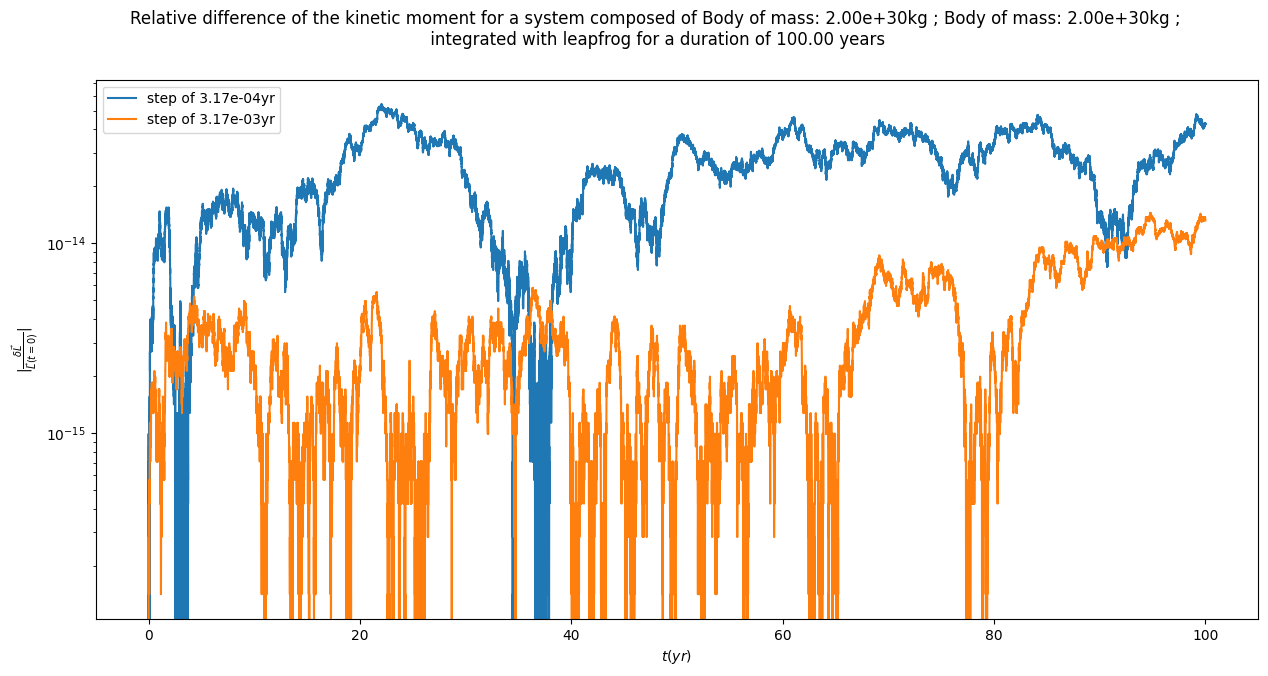 Relative difference of the kinetic moment for a system composed of Body of mass: 2.00e+30kg ; Body of mass: 2.00e+30kg ;
integrated with leapfrog for a duration of 100.00 years
step of 3.17e-04yr
step of 3.17e-03yr
10⁻¹⁴
10⁻¹⁵
|δL⃗/L⃗(t=0)|
0 20 40 60 80 100
t(yr)